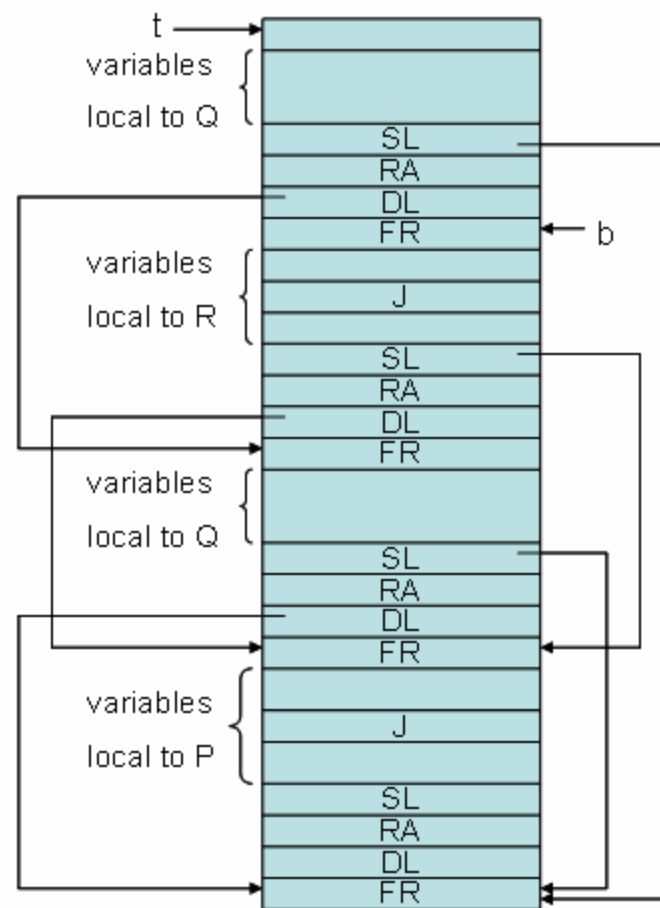 t
variables
local to Q
SL
RA
DL
FR
b
variables
local to R
J
SL
RA
DL
FR
variables
local to Q
SL
RA
DL
FR
variables
local to P
J
SL
RA
DL
FR